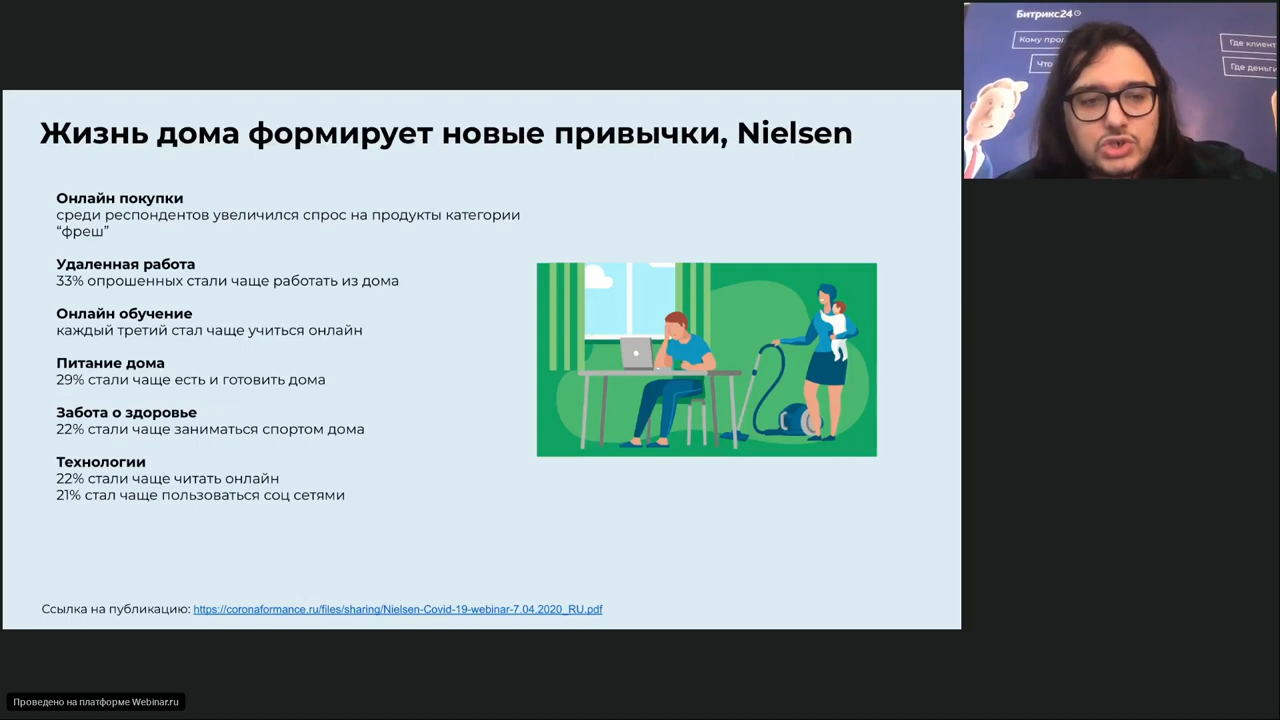 Жизнь дома формирует новые привычки, Nielsen
Онлайн покупки
среди респондентов увеличился спрос на продукты категории
“фреш”
Удаленная работа
33% опрошенных стали чаще работать из дома
Онлайн обучение
каждый третий стал чаще учиться онлайн
Питание дома
29% стали чаще есть и готовить дома
Забота о здоровье
22% стали чаще заниматься спортом дома
Технологии
22% стали чаще читать онлайн
21% стал чаще пользоваться соц сетями
Ссылка на публикацию: https://coronaformance.ru/files/sharing/Nielsen-Covid-19-webinar-7.04.2020_RU.pdf
Битрикс24
Кому
Где
Где
Проведено на платформе Webinar.ru